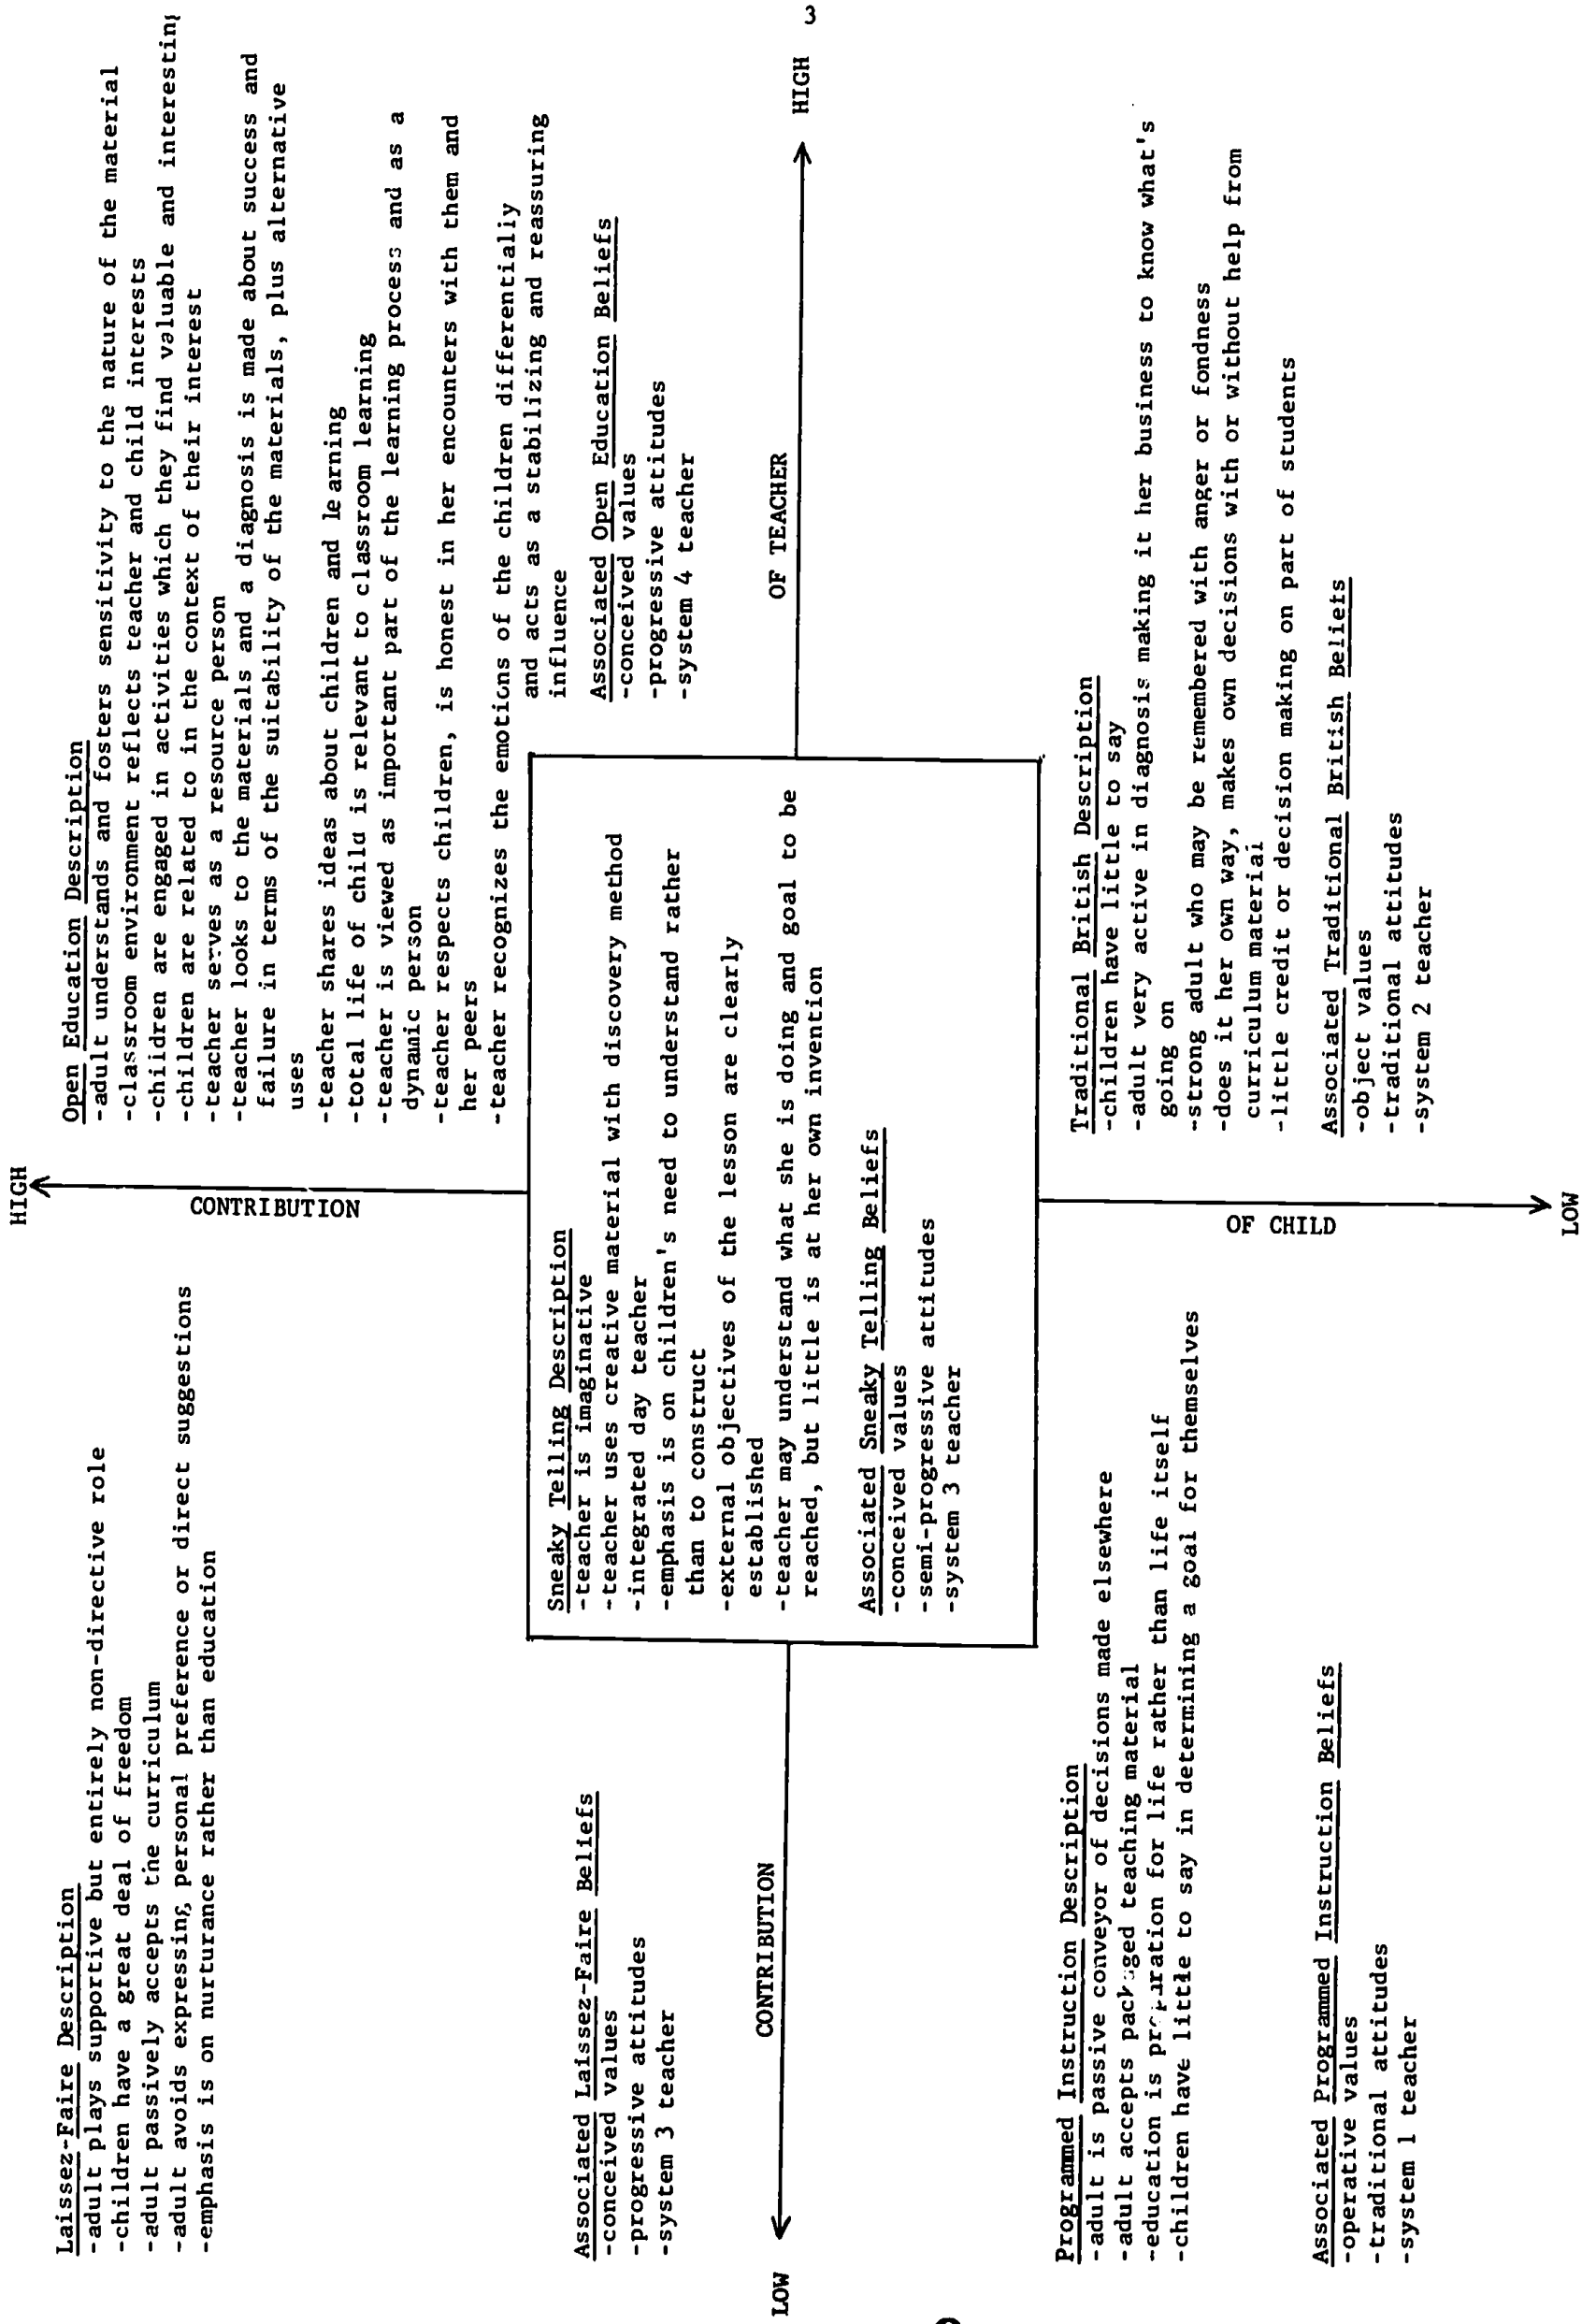 3
HIGH
CONTRIBUTION
Laissez-Faire Description
-adult plays supportive but entirely non-directive role
-children have a great deal of freedom
-adult passively accepts the curriculum
-adult avoids expressing personal preference or direct suggestions
-emphasis is on nurturance rather than education
Associated Laissez-Faire Beliefs
-conceived values
-progressive attitudes
-system 3 teacher
Open Education Description
-adult understands and fosters sensitivity to the nature of the material
-classroom environment reflects teacher and child interests
-children are engaged in activities which they find valuable and interesting
-children are related to in the context of their interest
-teacher serves as a resource person
-teacher looks to the materials and a diagnosis is made about success and
failure in terms of the suitability of the materials, plus alternative
uses
-teacher shares ideas about children and learning
-total life of child is relevant to classroom learning
-teacher is viewed as important part of the learning process and as a
dynamic person
-teacher respects children, is honest in her encounters with them and
her peers
-teacher recognizes the emotions of the children differentially
and acts as a stabilizing and reassuring
influence
Associated Open Education Beliefs
-conceived values
-progressive attitudes
-system 4 teacher
Sneaky Telling Description
-teacher is imaginative
-teacher uses creative material with discovery method
-integrated day teacher
-emphasis is on children's need to understand rather
than to construct
-external objectives of the lesson are clearly
established
-teacher may understand what she is doing and goal to be
reached, but little is at her own invention
Associated Sneaky Telling Beliefs
-conceived values
-semi-progressive attitudes
-system 3 teacher
LOW
CONTRIBUTION
OF TEACHER
HIGH
Programmed Instruction Description
-adult is passive conveyor of decisions made elsewhere
-adult accepts packaged teaching material
-education is preparation for life rather than life itself
-children have little to say in determining a goal for themselves
Associated Programmed Instruction Beliefs
-operative values
-traditional attitudes
-system 1 teacher
Traditional British Description
-children have little to say
-adult very active in diagnosis making it her business to know what's
going on
-strong adult who may be remembered with anger or fondness
-does it her own way, makes own decisions with or without help from
curriculum material
-little credit or decision making on part of students
Associated Traditional British Beliefs
-object values
-traditional attitudes
-system 2 teacher
OF CHILD
LOW